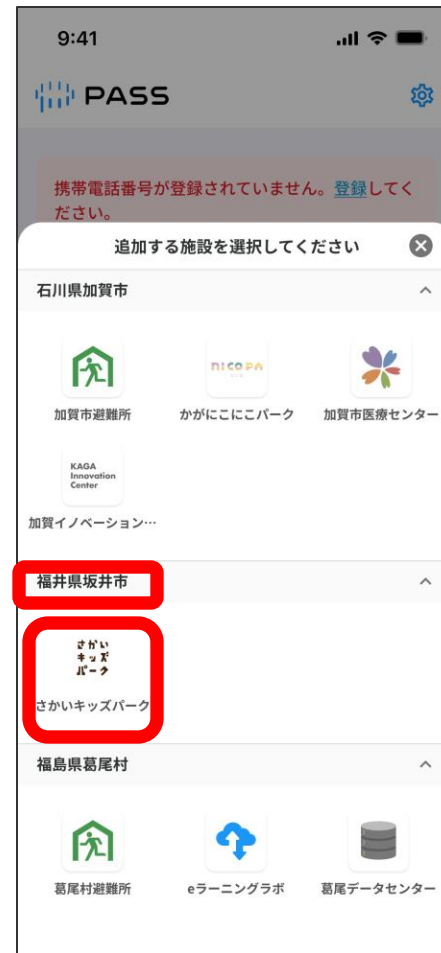 9:41
PASS
携帯電話番号が登録されていません。登録してく
ださい。
追加する施設を選択してください
石川県加賀市
nicopa
加賀市避難所
かがにこにこパーク
加賀市医療センター
KAGA
Innovation
Center
加賀イノベーション…
福井県坂井市
さかい
キッズ
パーク
さかいキッズパーク
福島県葛尾村
葛尾村避難所
eラーニングラボ
葛尾データセンター